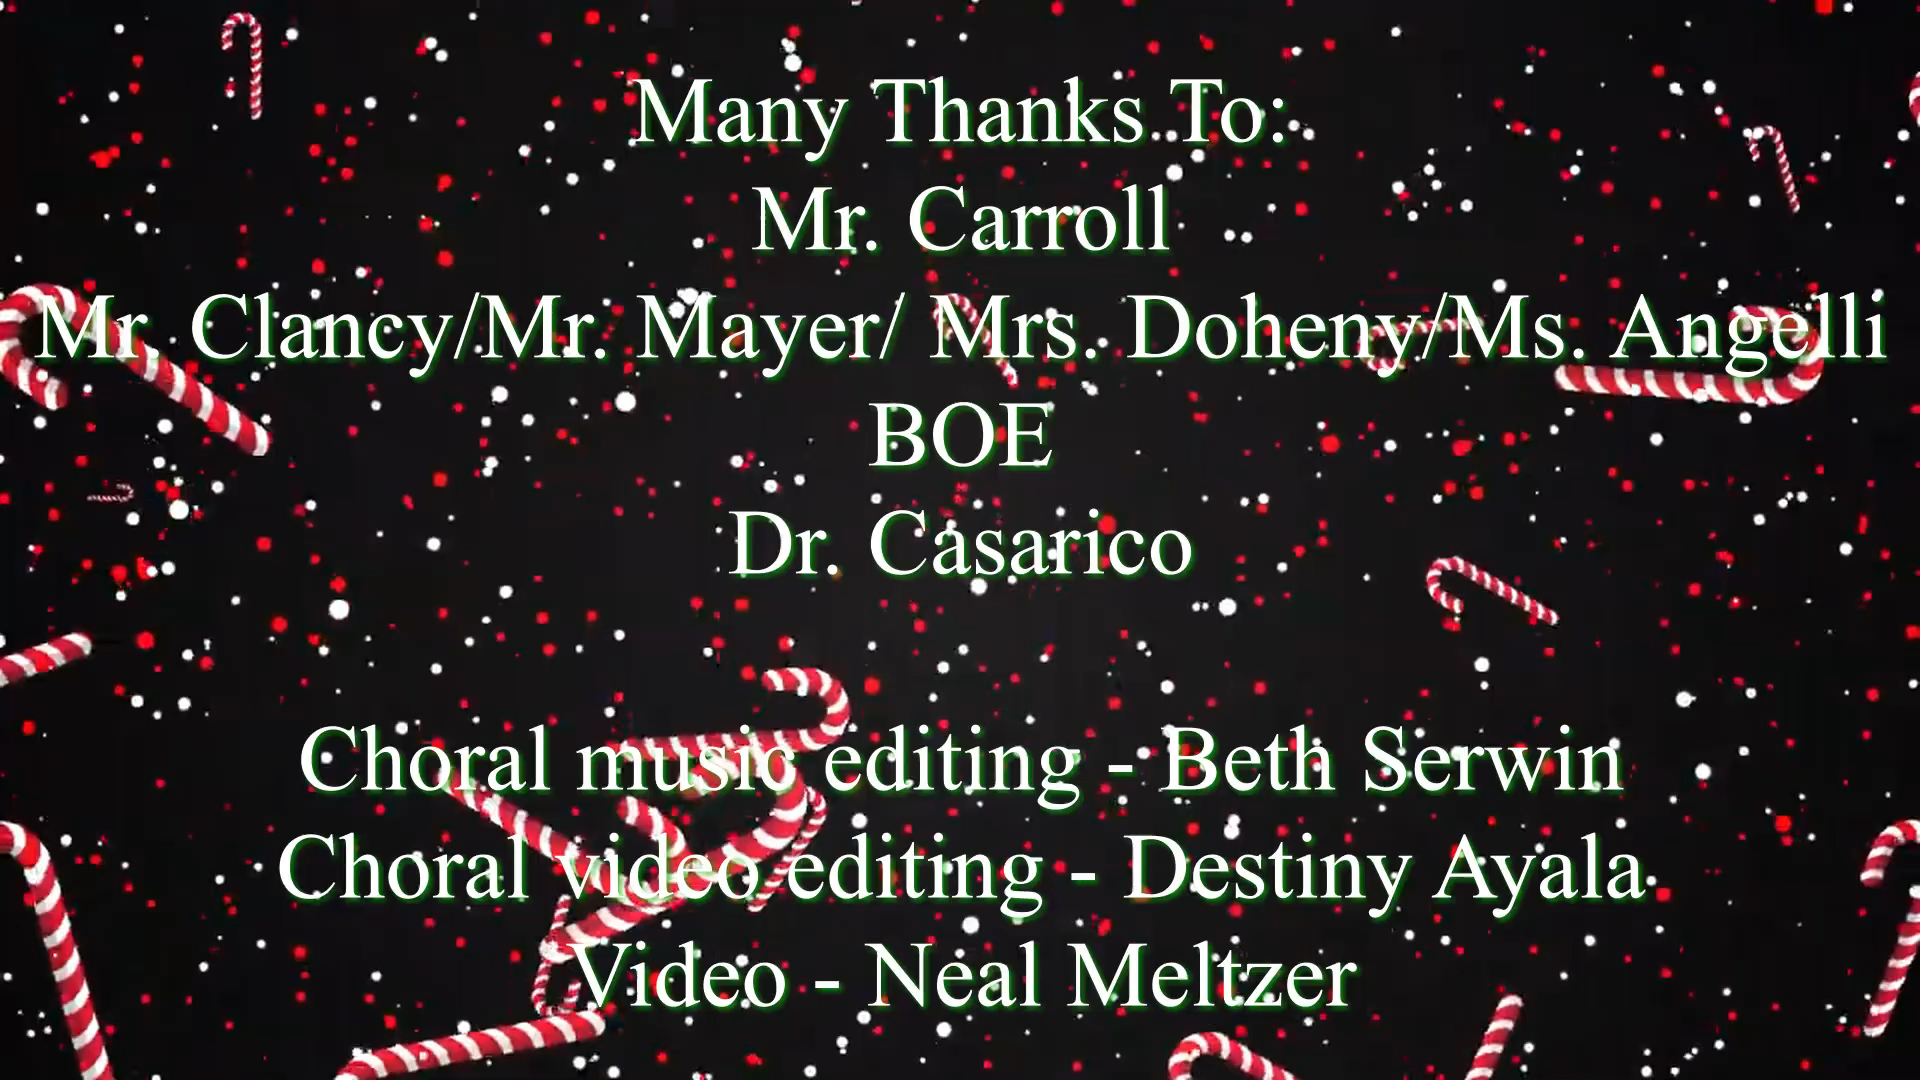 Many Thanks To:
Mr. Carroll
Mr. Clancy/Mr. Mayer/ Mrs. Doheny/Ms. Angelli
BOE
Dr. Casarico
Choral music editing - Beth Serwin
Choral video editing - Destiny Ayala
Video - Neal Meltzer